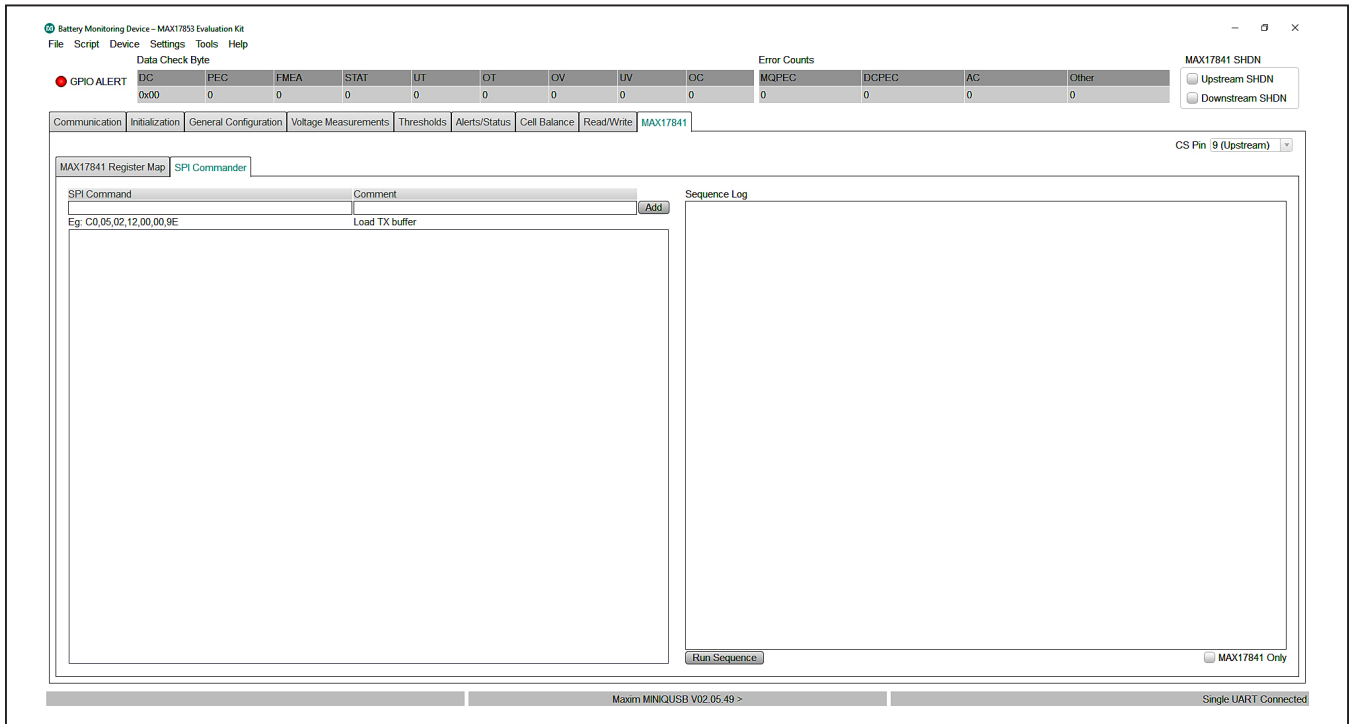 Battery Monitoring Device – MAX17853 Evaluation Kit
File Script Device Settings Tools Help
Data Check Byte Error Counts MAX17841 SHDN
GPIO ALERT DC PEC FMEA STAT UT OT OV UV OC MQPEC DCPEC AC Other Upstream SHDN
0x00 0 0 0 0 0 0 0 0 0 0 0 0 Downstream SHDN
Communication Initialization General Configuration Voltage Measurements Thresholds Alerts/Status Cell Balance Read/Write MAX17841
CS Pin 9 (Upstream)
MAX17841 Register Map SPI Commander
SPI Command Comment Sequence Log
Add
Eg: C0,05,02,12,00,00,9E Load TX buffer
Run Sequence MAX17841 Only
Maxim MINIQUSB V02.05.49 > Single UART Connected